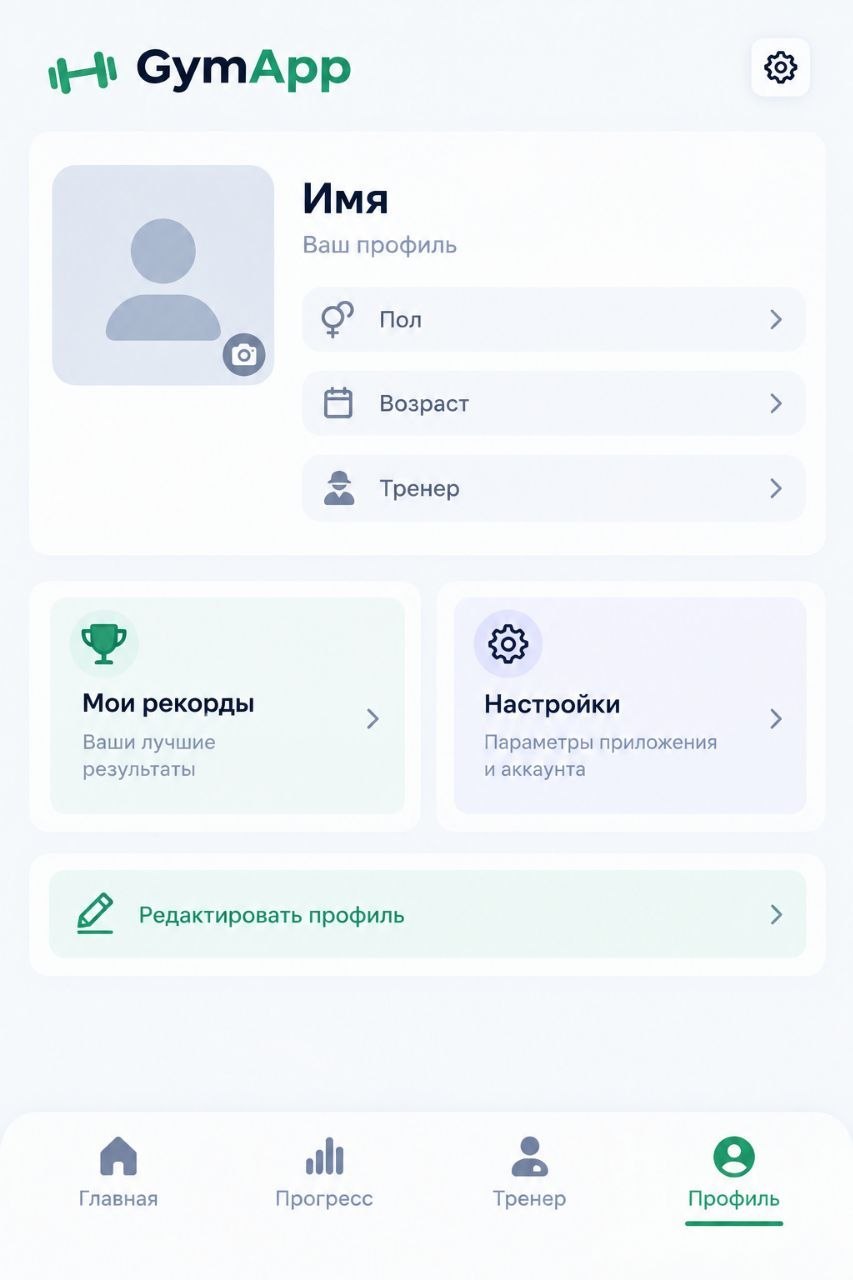 GymApp
Имя
Ваш профиль
Пол
Возраст
Тренер
Мои рекорды
Ваши лучшие
результаты
Настройки
Параметры приложения
и аккаунта
Редактировать профиль
Главная
Прогресс
Тренер
Профиль